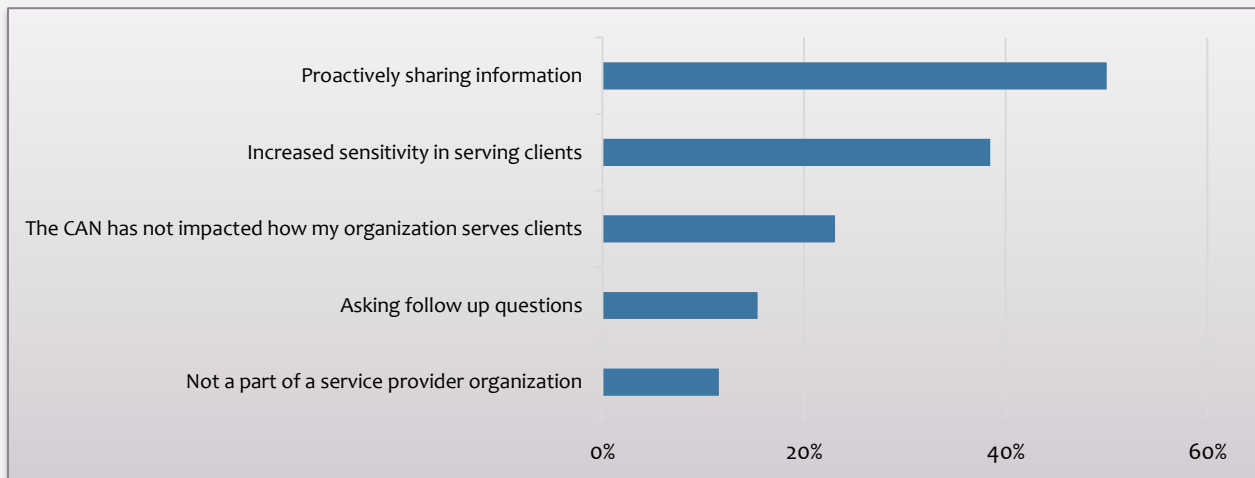 Proactively sharing information
Increased sensitivity in serving clients
The CAN has not impacted how my organization serves clients
Asking follow up questions
Not a part of a service provider organization
0% 20% 40% 60%